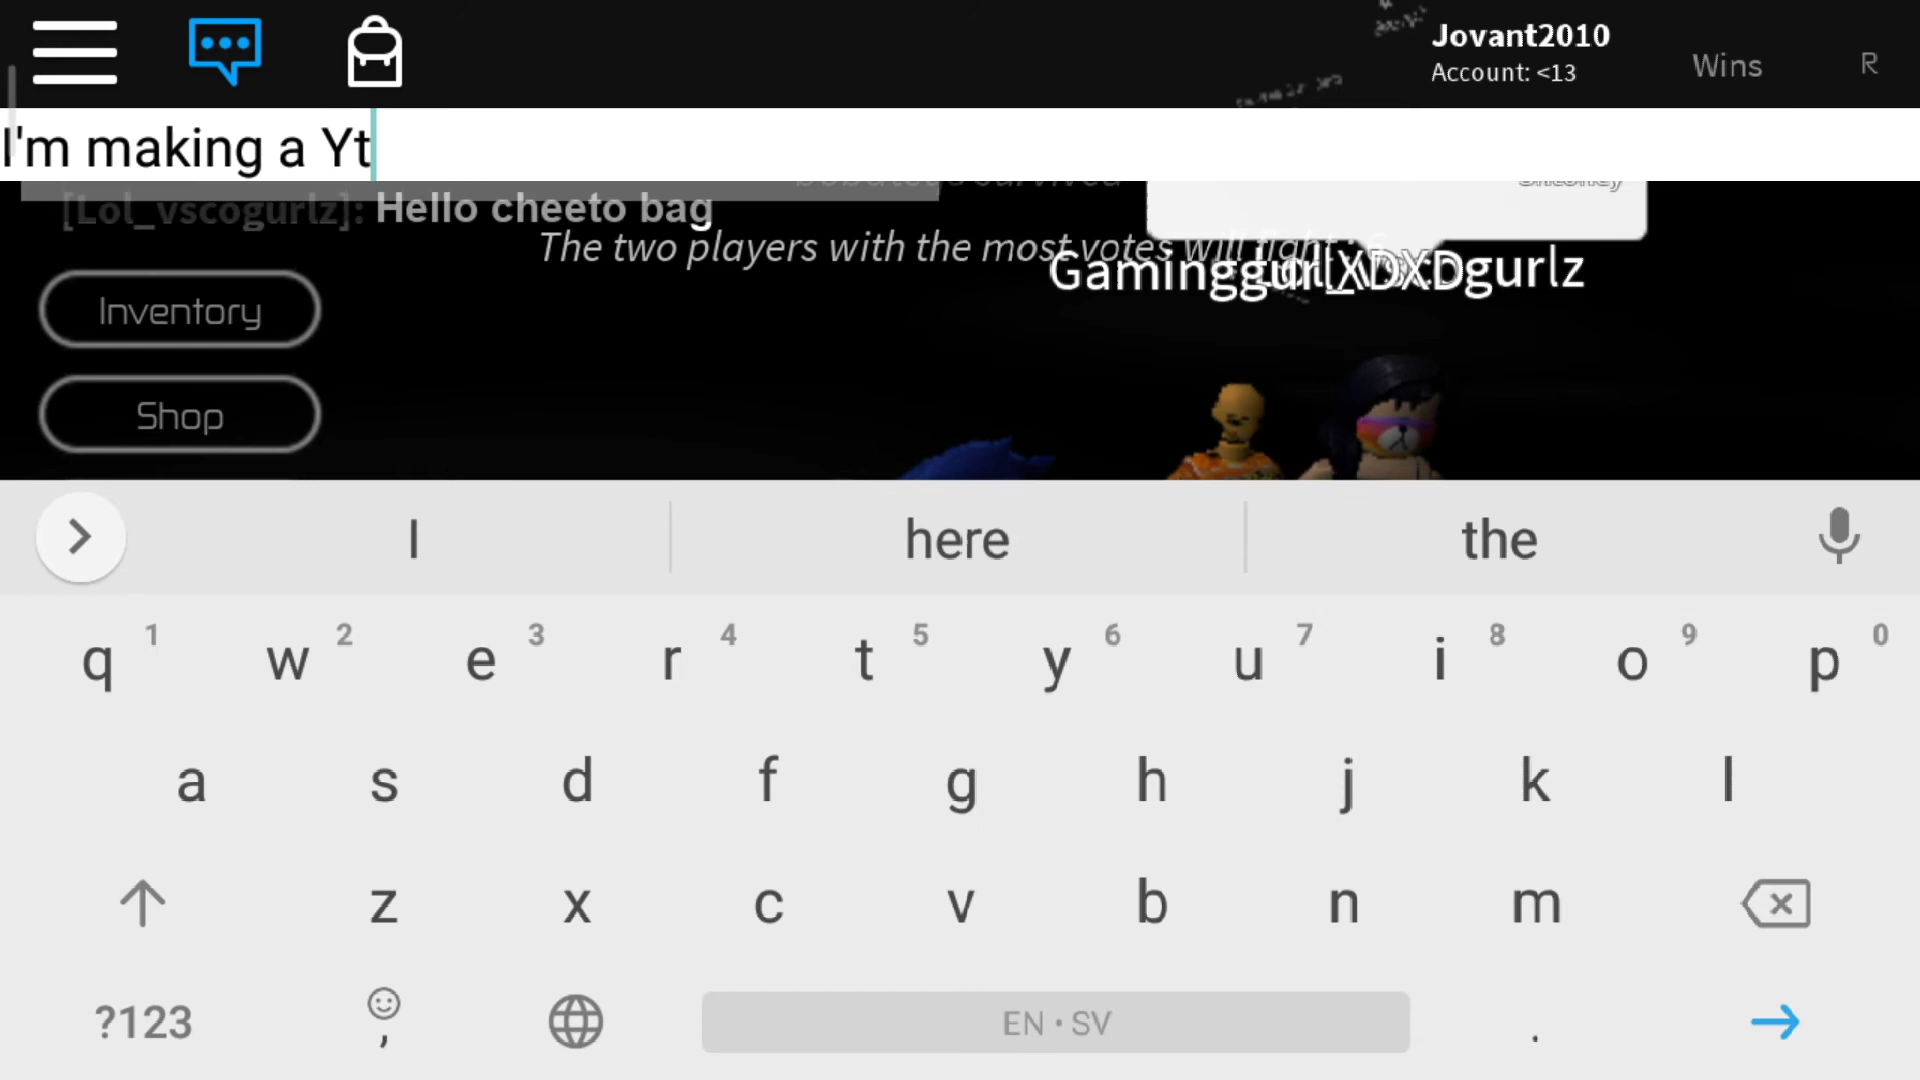 Jovant2010
Account: <13
Wins
R
I'm making a Yt
[Lol_vscogurlz]: Hello cheeto bag
The two players with the most votes will fight
Gaminggurl_XDXD
Inventory
Shop
I
here
the
q 1 w 2 e 3 r 4 t 5 y 6 u 7 i 8 o 9 p 0
a s d f g h j k l
z x c v b n m
?123 , EN • SV .